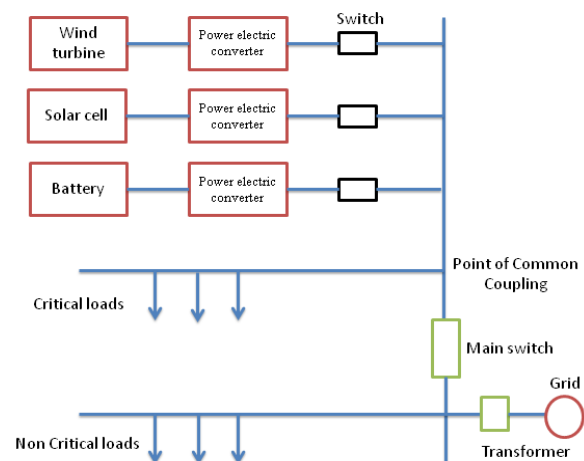 Wind
turbine
Power electric
converter
Switch
Solar cell
Power electric
converter
Battery
Power electric
converter
Point of Common
Coupling
Critical loads
Main switch
Grid
Non Critical loads
Transformer